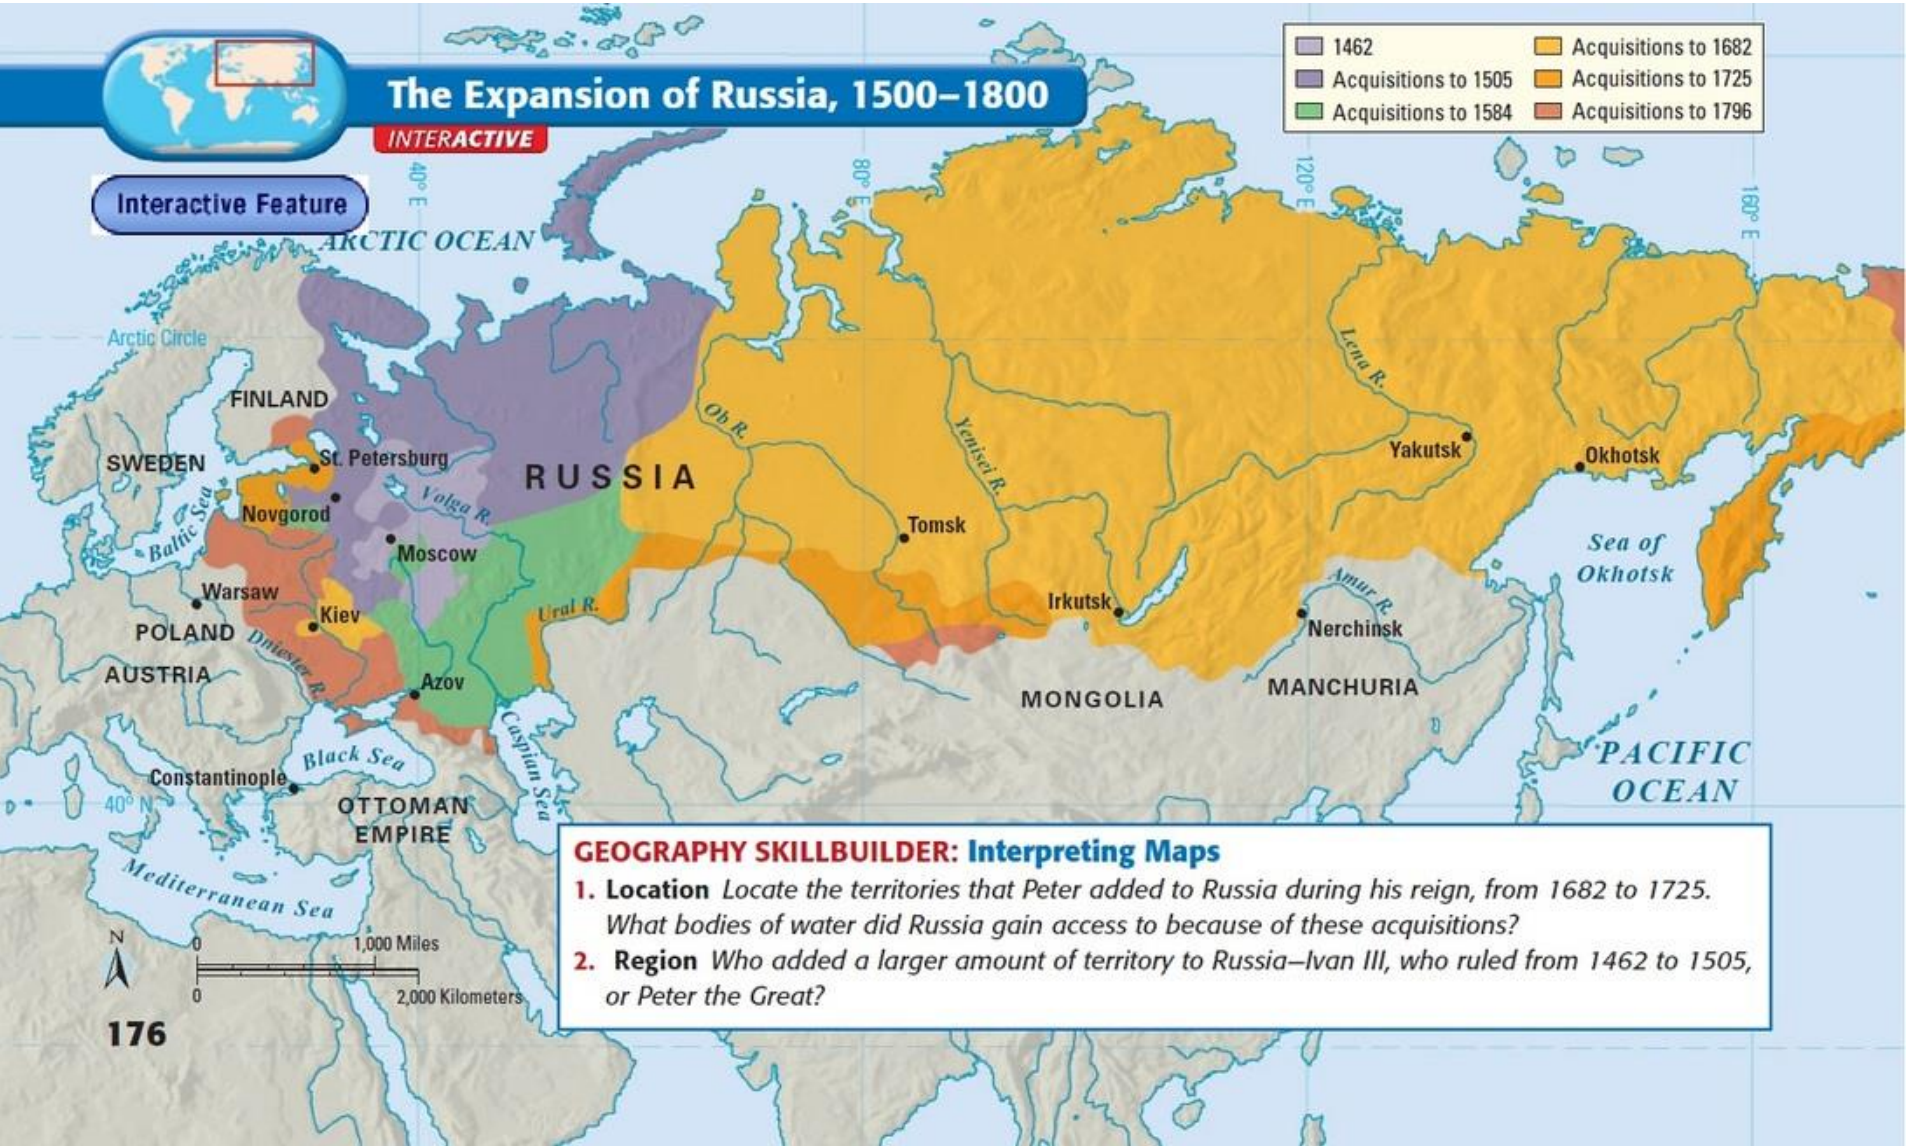 The Expansion of Russia, 1500–1800
INTERACTIVE
Interactive Feature
1462
Acquisitions to 1505
Acquisitions to 1584
Acquisitions to 1682
Acquisitions to 1725
Acquisitions to 1796
40° E
80° E
120° E
160° E
ARCTIC OCEAN
Arctic Circle
FINLAND
SWEDEN
St. Petersburg
RUSSIA
Ob R.
Yenisei R.
Lena R.
Yakutsk
Okhotsk
Baltic Sea
Novgorod
Volga R.
Moscow
Tomsk
Sea of
Okhotsk
Warsaw
Kiev
Ural R.
Irkutsk
Amur R.
Nerchinsk
POLAND
Dniester R.
AUSTRIA
Azov
MONGOLIA
MANCHURIA
Caspian Sea
Black Sea
PACIFIC
OCEAN
Constantinople
40° N
OTTOMAN
EMPIRE
Mediterranean Sea
N
0
1,000 Miles
0
2,000 Kilometers
GEOGRAPHY SKILLBUILDER: Interpreting Maps
1. Location Locate the territories that Peter added to Russia during his reign, from 1682 to 1725.
What bodies of water did Russia gain access to because of these acquisitions?
2. Region Who added a larger amount of territory to Russia—Ivan III, who ruled from 1462 to 1505,
or Peter the Great?
176